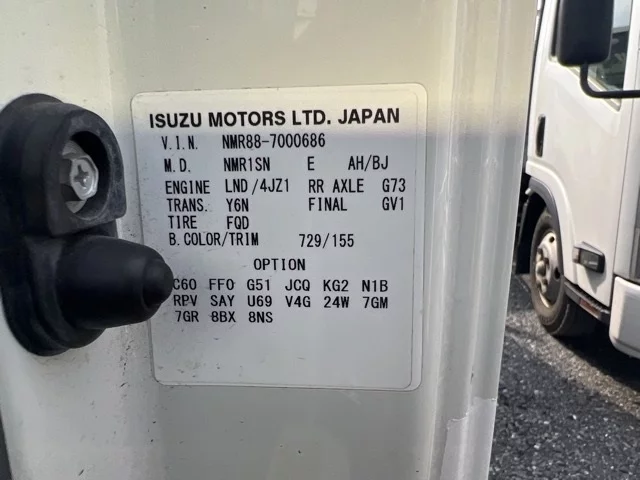 ISUZU MOTORS LTD. JAPAN
V.I.N. NMR88-7000686
M.D. NMR1SN E AH/BJ
ENGINE LND/4JZ1 RR AXLE G73
TRANS. Y6N FINAL GV1
TIRE FQD
B.COLOR/TRIM 729/155
OPTION
C60 FF0 G51 JCQ KG2 N1B
RPV SAY U69 V4G 24W 7GM
7GR 8BX 8NS